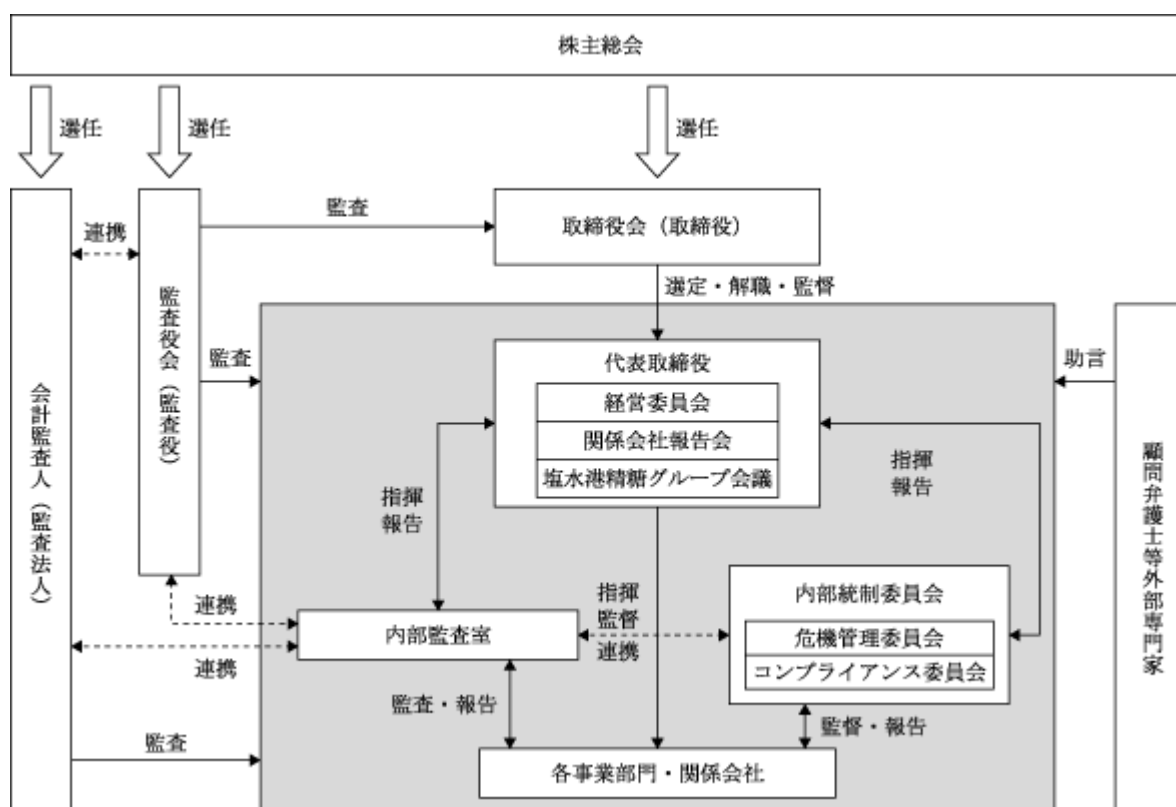 株主総会
選任
選任
選任
監査
取締役会（取締役）
連携
選定・解職・監督
監査役会（監査役）
監査
助言
代表取締役
経営委員会
関係会社報告会
塩水港精糖グループ会議
会計監査人（監査法人）
顧問弁護士等外部専門家
指揮
報告
指揮
報告
連携
指揮
監督
連携
内部統制委員会
危機管理委員会
コンプライアンス委員会
内部監査室
連携
監査・報告
監督・報告
監査
各事業部門・関係会社